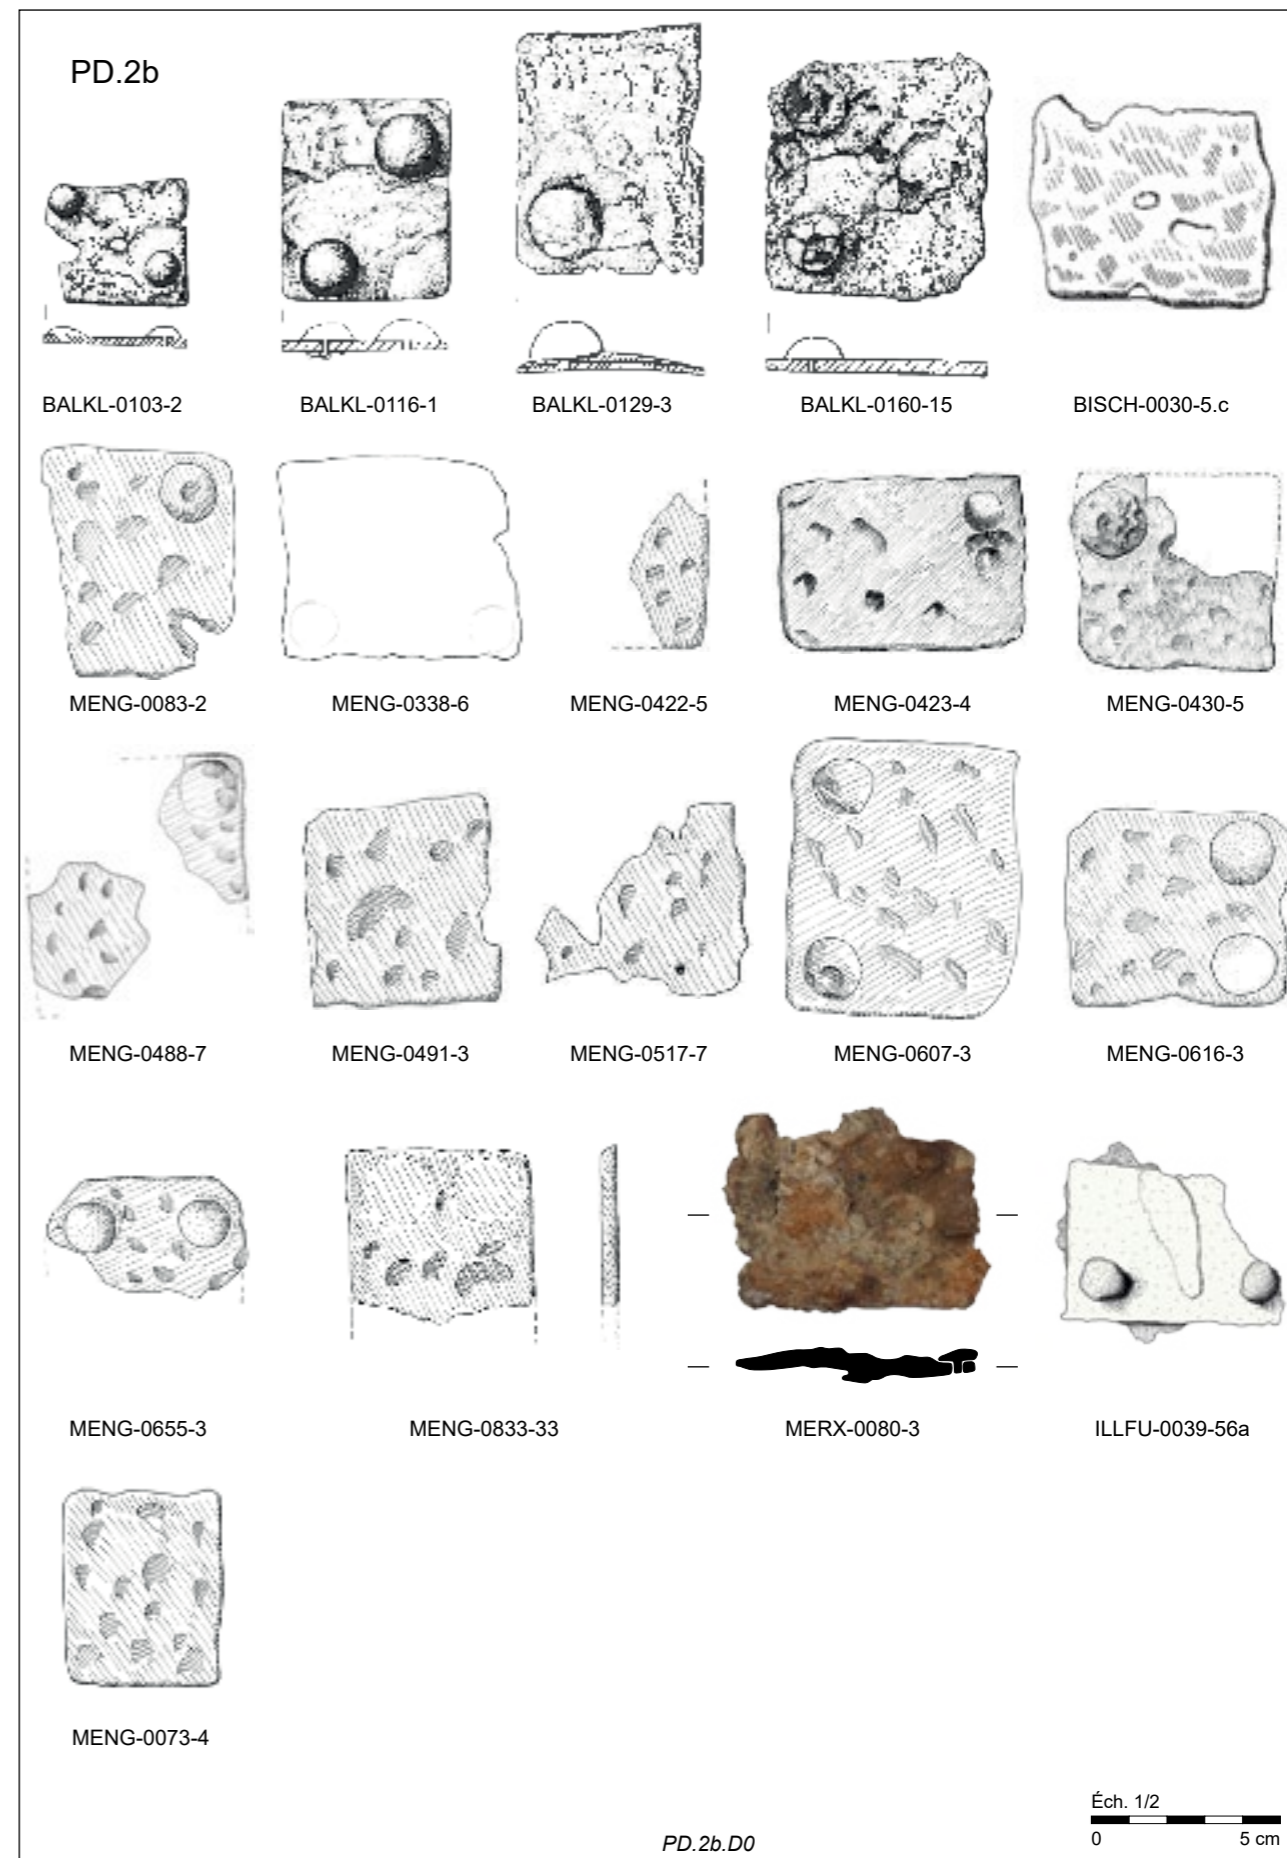 PD.2b
BALKL-0103-2
BALKL-0116-1
BALKL-0129-3
BALKL-0160-15
BISCH-0030-5.c
MENG-0083-2
MENG-0338-6
MENG-0422-5
MENG-0423-4
MENG-0430-5
MENG-0488-7
MENG-0491-3
MENG-0517-7
MENG-0607-3
MENG-0616-3
MENG-0655-3
MENG-0833-33
MERX-0080-3
ILLFU-0039-56a
MENG-0073-4
Éch. 1/2
0 5 cm
PD.2b.D0